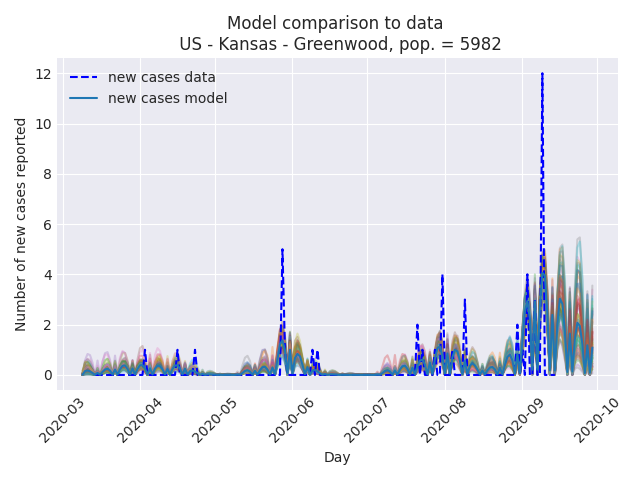 Model comparison to data
US - Kansas - Greenwood, pop. = 5982
new cases data
new cases model
Number of new cases reported
12
10
8
6
4
2
0
2020-03
2020-04
2020-05
2020-06
2020-07
2020-08
2020-09
2020-10
Day